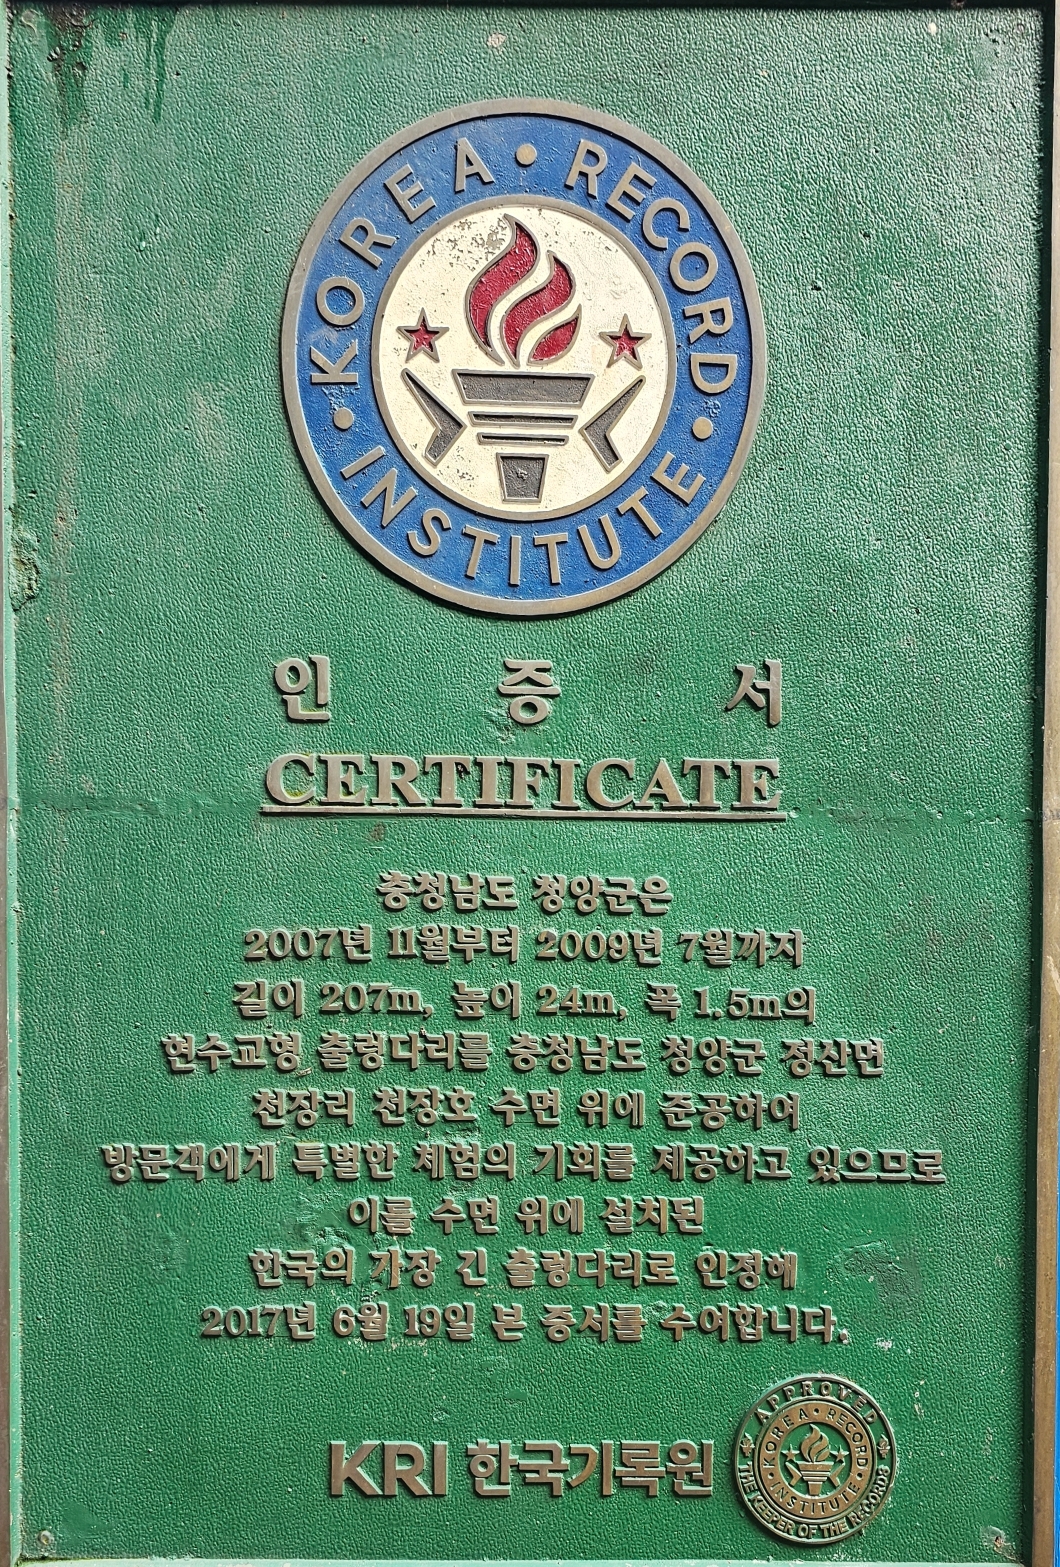 KOREA · RECORD · INSTITUTE ·
인 증 서
CERTIFICATE
충청남도 청양군은
2007년 11월부터 2009년 7월까지
길이 207m, 높이 24m, 폭 1.5m의
현수교형 출렁다리를 충청남도 청양군 정산면
천장리 천장호 수면 위에 준공하여
방문객에게 특별한 체험의 기회를 제공하고 있으므로
이를 수면 위에 설치된
한국의 가장 긴 출렁다리로 인정해
2017년 6월 19일 본 증서를 수여합니다.
KRI 한국기록원
APPROVED
KOREA · RECORD · INSTITUTE ·
THE KEEPER OF THE RECORDS